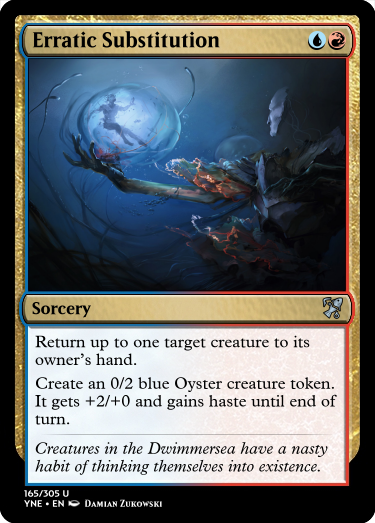 Erratic Substitution
Sorcery
Return up to one target creature to its
owner's hand.
Create an 0/2 blue Oyster creature token.
It gets +2/+0 and gains haste until end of
turn.
Creatures in the Dwimmersea have a nasty
habit of thinking themselves into existence.
165/305 U
YNE • EN Damian Zukowski